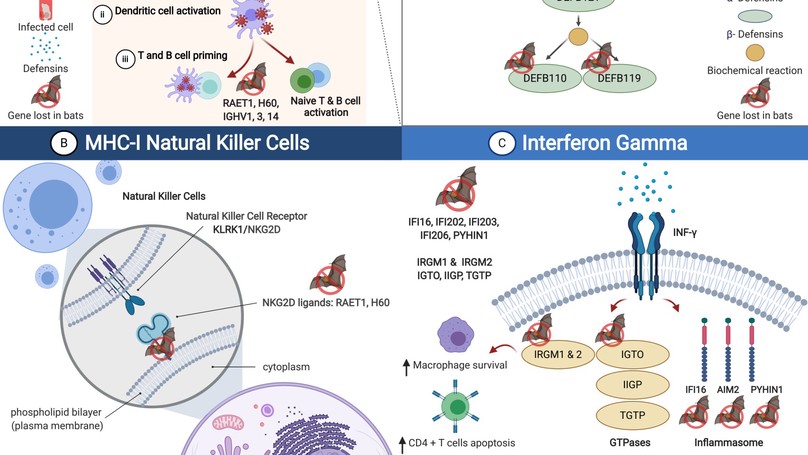 Infected cell
Defensins
Gene lost in bats
ii
Dendritic cell activation
iii
T and B cell priming
RAET1, H60,
IGHV1, 3, 14
Naive T & B cell
activation
DEFB110
DEFB119
β- Defensins
Biochemical reaction
Gene lost in bats
B
MHC-I Natural Killer Cells
Natural Killer Cells
Natural Killer Cell Receptor
KLRK1/NKG2D
NKG2D ligands: RAET1, H60
cytoplasm
phospholipid bilayer
(plasma membrane)
C
Interferon Gamma
IFI16, IFI202, IFI203,
IFI206, PYHIN1
IRGM1 & IRGM2
IGTO, IIGP, TGTP
INF-γ
Macrophage survival
CD4 + T cells apoptosis
IRGM1 & 2
IGTO
IIGP
TGTP
GTPases
IFI16
AIM2
PYHIN1
Inflammasome